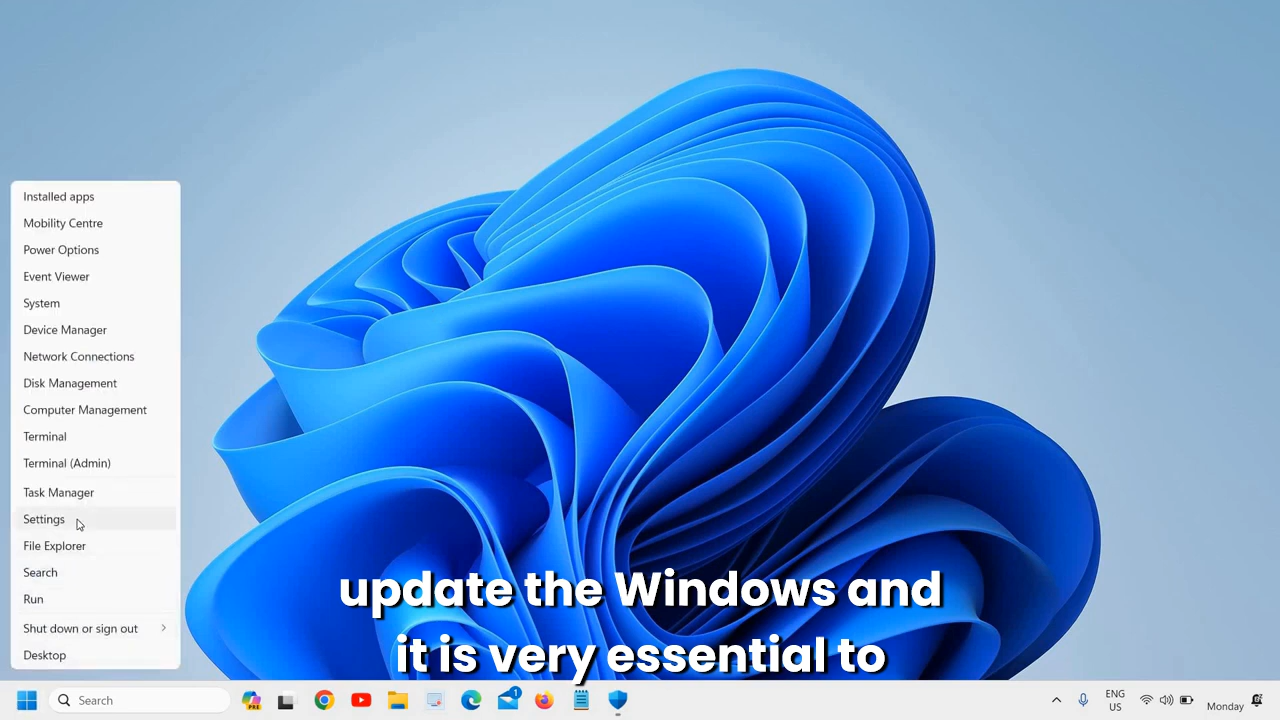 Installed apps
Mobility Centre
Power Options
Event Viewer
System
Device Manager
Network Connections
Disk Management
Computer Management
Terminal
Terminal (Admin)
Task Manager
Settings
File Explorer
Search
Run
Shut down or sign out
Desktop
update the Windows and
it is very essential to
Search
PRE
1
ENG
US
Monday